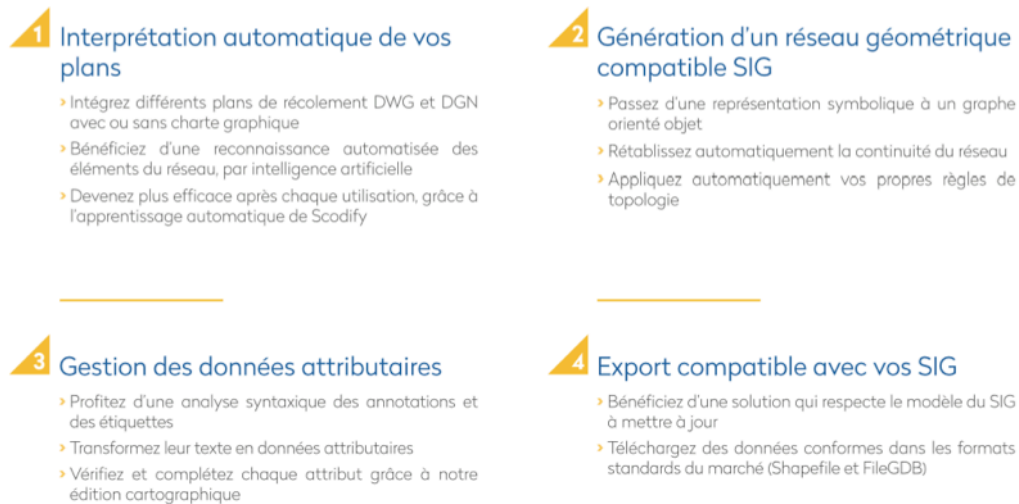 1
Interprétation automatique de vos
plans
› Intégrez différents plans de récolement DWG et DGN
avec ou sans charte graphique
› Bénéficiez d'une reconnaissance automatisée des
éléments du réseau, par intelligence artificielle
› Devenez plus efficace après chaque utilisation, grâce à
l'apprentissage automatique de Scodify
2
Génération d'un réseau géométrique
compatible SIG
› Passez d'une représentation symbolique à un graphe
orienté objet
› Rétablissez automatiquement la continuité du réseau
› Appliquez automatiquement vos propres règles de
topologie
3
Gestion des données attributaires
› Profitez d'une analyse syntaxique des annotations et
des étiquettes
› Transformez leur texte en données attributaires
› Vérifiez et complétez chaque attribut grâce à notre
édition cartographique
4
Export compatible avec vos SIG
› Bénéficiez d'une solution qui respecte le modèle du SIG
à mettre à jour
› Téléchargez des données conformes dans les formats
standards du marché (Shapefile et FileGDB)